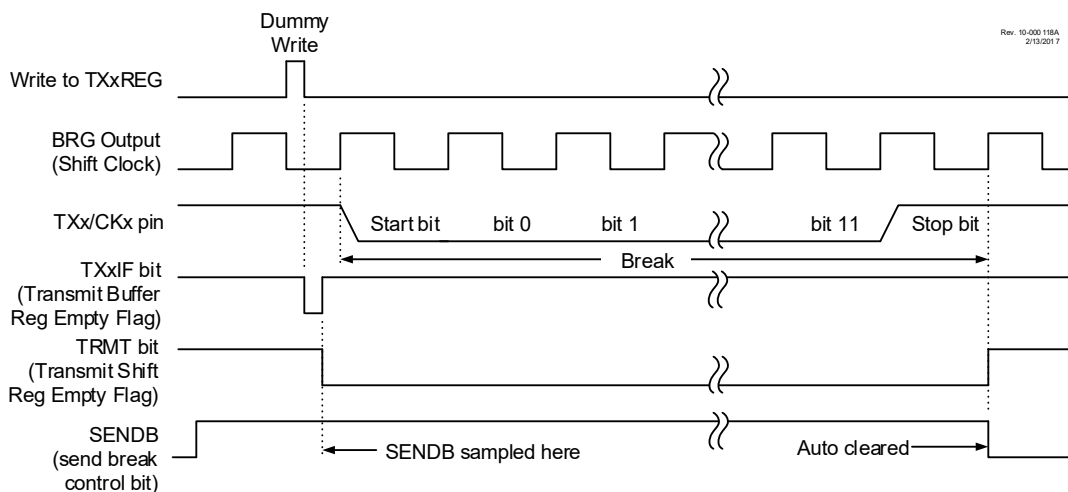 Dummy
Write
Rev. 10-000118A
2/13/2017
Write to TXxREG
BRG Output
(Shift Clock)
TXx/CKx pin
Start bit
bit 0
bit 1
bit 11
Stop bit
Break
TXxIF bit
(Transmit Buffer
Reg Empty Flag)
TRMT bit
(Transmit Shift
Reg Empty Flag)
SENDB
(send break
control bit)
SENDB sampled here
Auto cleared